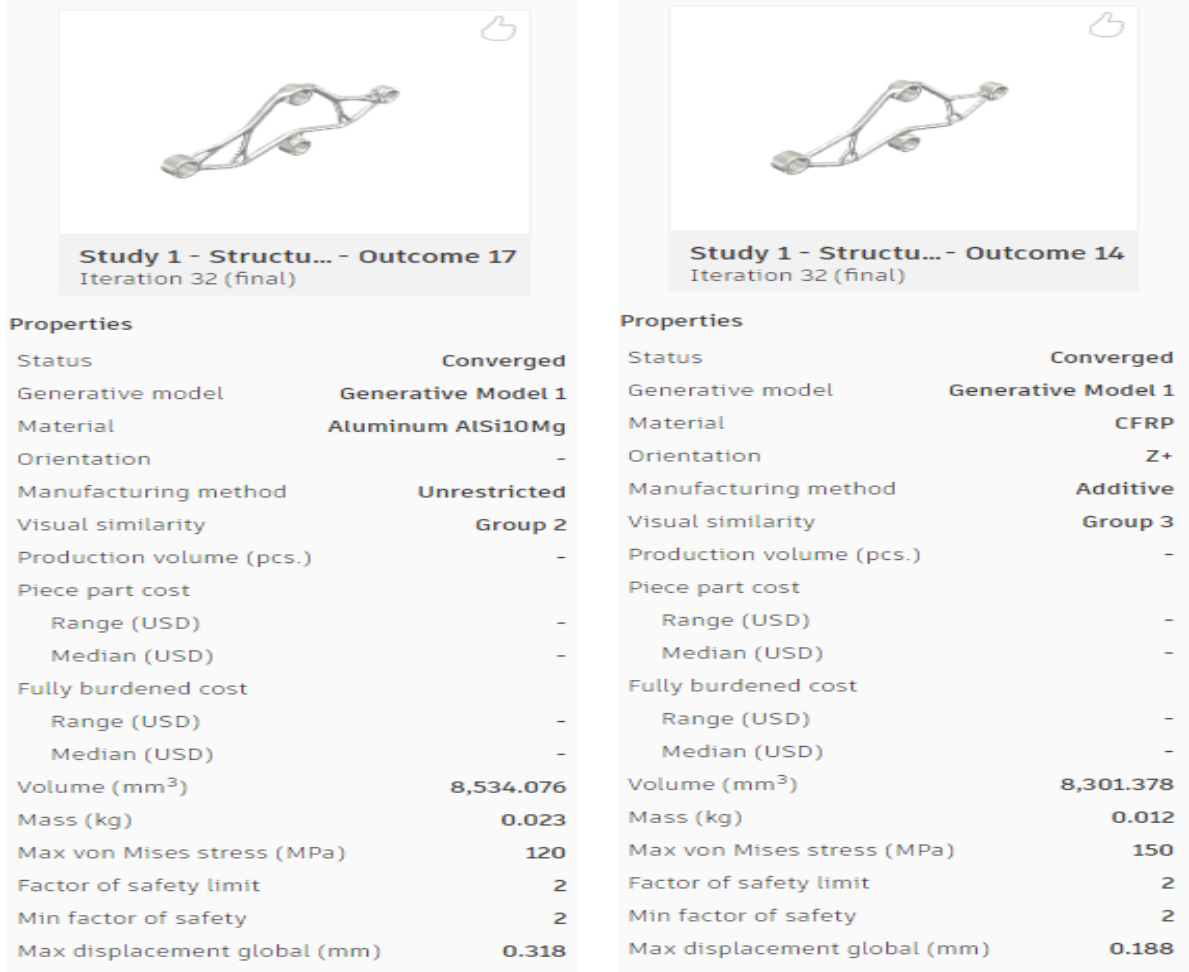 Study 1 - Structu... - Outcome 17
Iteration 32 (final)
Properties
Status Converged
Generative model Generative Model 1
Material Aluminum AlSi10Mg
Orientation -
Manufacturing method Unrestricted
Visual similarity Group 2
Production volume (pcs.) -
Piece part cost
Range (USD) -
Median (USD) -
Fully burdened cost
Range (USD) -
Median (USD) -
Volume (mm³) 8,534.076
Mass (kg) 0.023
Max von Mises stress (MPa) 120
Factor of safety limit 2
Min factor of safety 2
Max displacement global (mm) 0.318
Study 1 - Structu... - Outcome 14
Iteration 32 (final)
Properties
Status Converged
Generative model Generative Model 1
Material CFRP
Orientation Z+
Manufacturing method Additive
Visual similarity Group 3
Production volume (pcs.) -
Piece part cost
Range (USD) -
Median (USD) -
Fully burdened cost
Range (USD) -
Median (USD) -
Volume (mm³) 8,301.378
Mass (kg) 0.012
Max von Mises stress (MPa) 150
Factor of safety limit 2
Min factor of safety 2
Max displacement global (mm) 0.188